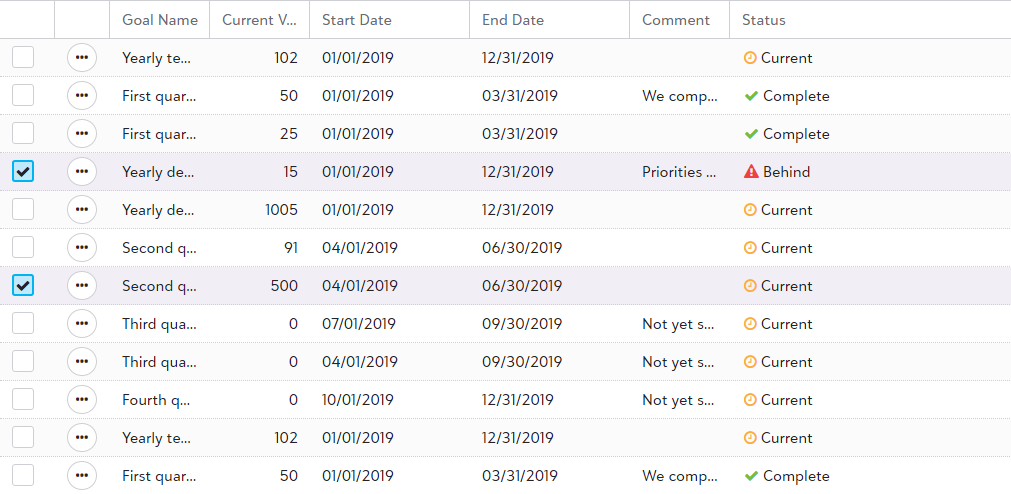 Goal Name Current V... Start Date End Date Comment Status
Yearly te... 102 01/01/2019 12/31/2019 Current
First quar... 50 01/01/2019 03/31/2019 We comp... Complete
First quar... 25 01/01/2019 03/31/2019 Complete
Yearly de... 15 01/01/2019 12/31/2019 Priorities ... Behind
Yearly de... 1005 01/01/2019 12/31/2019 Current
Second q... 91 04/01/2019 06/30/2019 Current
Second q... 500 04/01/2019 06/30/2019 Current
Third qua... 0 07/01/2019 09/30/2019 Not yet s... Current
Third qua... 0 04/01/2019 09/30/2019 Not yet s... Current
Fourth q... 0 10/01/2019 12/31/2019 Not yet s... Current
Yearly te... 102 01/01/2019 12/31/2019 Current
First quar... 50 01/01/2019 03/31/2019 We comp... Complete